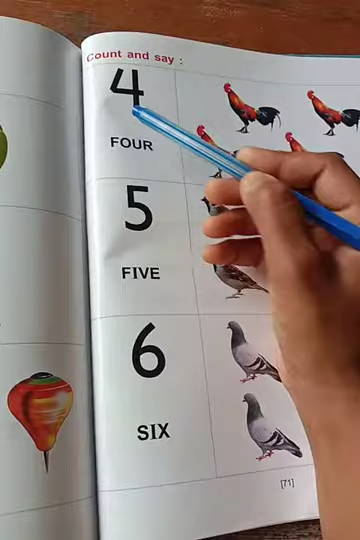 Count and say :
4
FOUR
5
FIVE
6
SIX
[71]